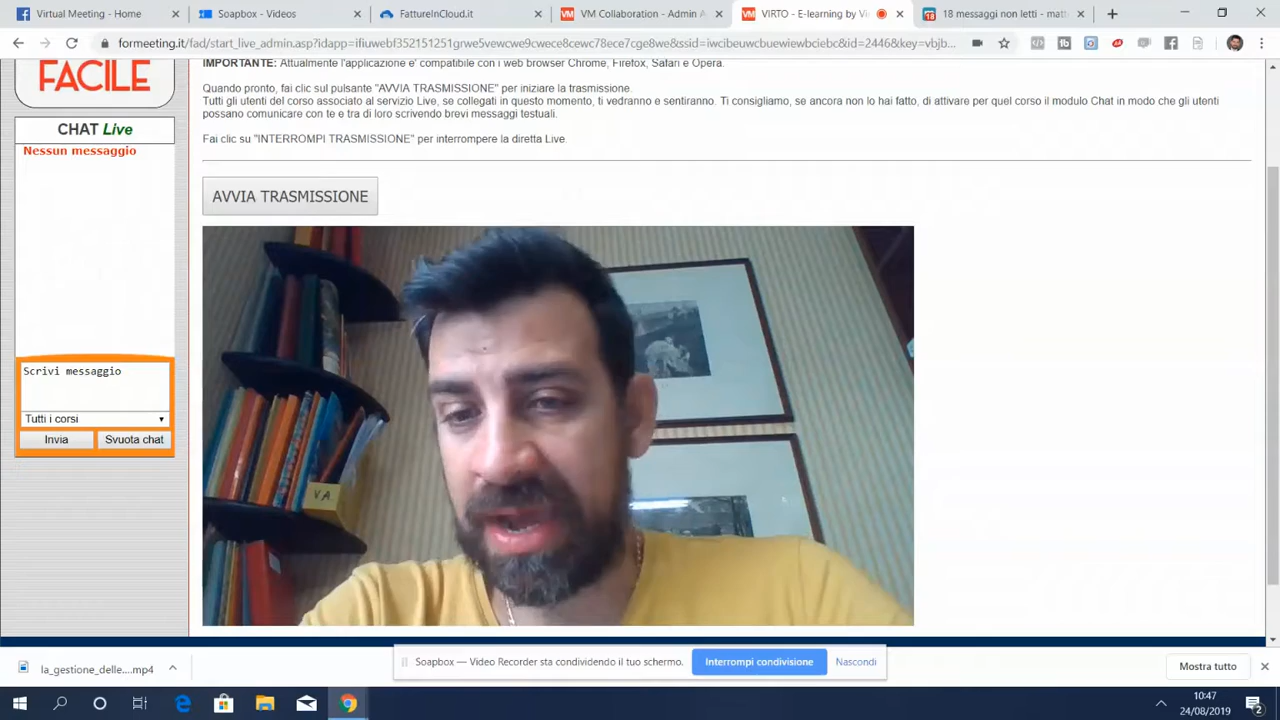 Virtual Meeting - Home
Soapbox - Videos
FattureInCloud.it
VM Collaboration - Admin A
VIRTO - E-learning by Vi
18 messaggi non letti - matt
formeeting.it/fad/start_live_admin.asp?idapp=ifiuwebf352151251grwe5vewcwe9cwece8cewc78ece7cge8we&ssid=iwcibeuwcbuewiewbciebc&id=2446&key=vbjb...
FACILE
CHAT Live
Nessun messaggio
Scrivi messaggio
Tutti i corsi
Invia
Svuota chat
IMPORTANTE: Attualmente l'applicazione e' compatibile con i web browser Chrome, Firefox, Safari e Opera.
Quando pronto, fai clic sul pulsante "AVVIA TRASMISSIONE" per iniziare la trasmissione.
Tutti gli utenti del corso associato al servizio Live, se collegati in questo momento, ti vedranno e sentiranno. Ti consigliamo, se ancora non lo hai fatto, di attivare per quel corso il modulo Chat in modo che gli utenti
possano comunicare con te e tra di loro scrivendo brevi messaggi testuali.
Fai clic su "INTERROMPI TRASMISSIONE" per interrompere la diretta Live.
AVVIA TRASMISSIONE
VA
Soapbox — Video Recorder sta condividendo il tuo schermo.
Interrompi condivisione
Nascondi
la_gestione_delle....mp4
Mostra tutto
10:47
24/08/2019
2